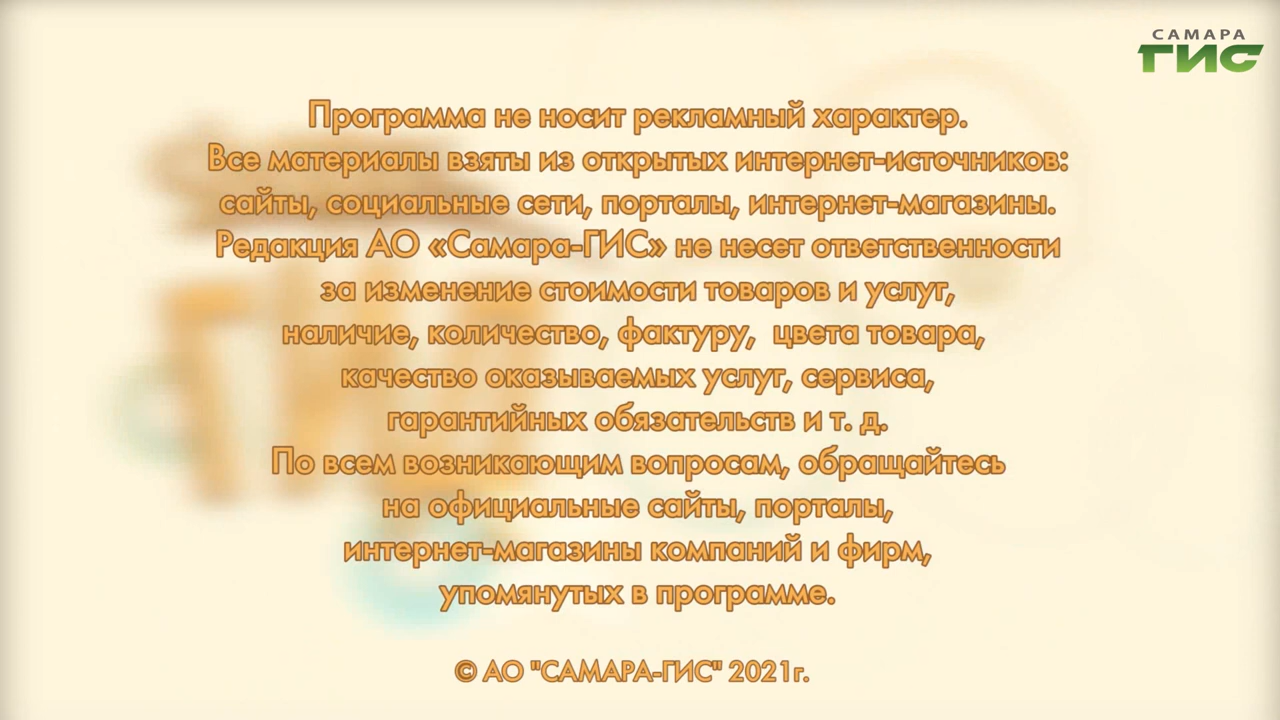 САМАРА
ГИС
Программа не носит рекламный характер.
Все материалы взяты из открытых интернет-источников:
сайты, социальные сети, порталы, интернет-магазины.
Редакция АО «Самара-ГИС» не несет ответственности
за изменение стоимости товаров и услуг,
наличие, количество, фактуру, цвета товара,
качество оказываемых услуг, сервиса,
гарантийных обязательств и т. д.
По всем возникающим вопросам, обращайтесь
на официальные сайты, порталы,
интернет-магазины компаний и фирм,
упомянутых в программе.
© АО "САМАРА-ГИС" 2021г.